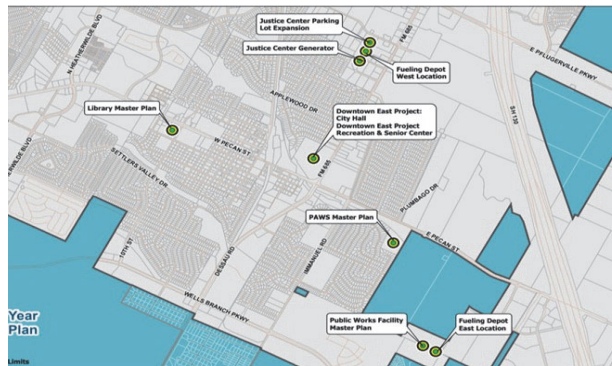 Justice Center Parking
Lot Expansion
FM 685
N HEATHERWILDE BLVD
Justice Center Generator
E PFLUGERVILLE PKWY
Fueling Depot
West Location
APPLEWOOD DR
SH 130
Library Master Plan
Downtown East Project:
City Hall
Downtown East Project
Recreation & Senior Center
W PECAN ST
FM 685
SETTLERS VALLEY DR
PLUMBAGO DR
PAWS Master Plan
E PECAN ST
10TH ST
DESSAU RD
IMMANUEL RD
WELLS BRANCH PKWY
Year
Plan
Public Works Facility
Master Plan
Fueling Depot
East Location
Limits